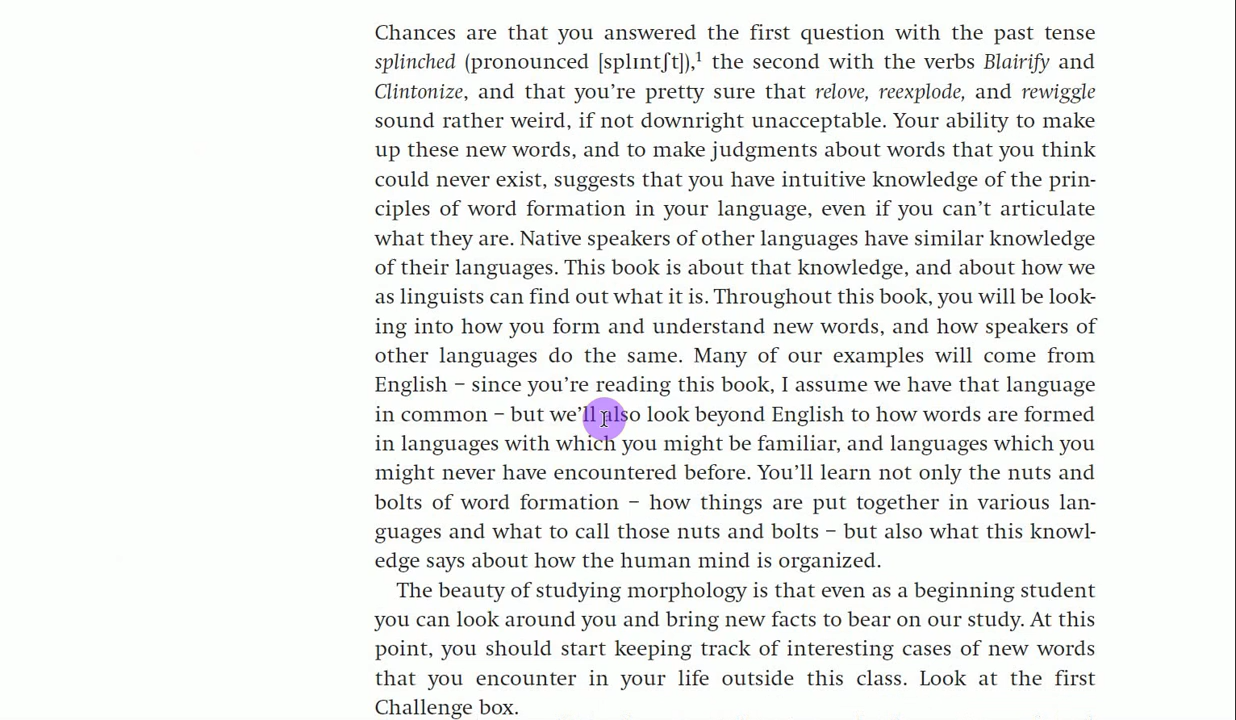 Chances are that you answered the first question with the past tense
splinched (pronounced [splɪntʃt]),¹ the second with the verbs Blairify and
Clintonize, and that you’re pretty sure that relove, reexplode, and rewiggle
sound rather weird, if not downright unacceptable. Your ability to make
up these new words, and to make judgments about words that you think
could never exist, suggests that you have intuitive knowledge of the prin-
ciples of word formation in your language, even if you can’t articulate
what they are. Native speakers of other languages have similar knowledge
of their languages. This book is about that knowledge, and about how we
as linguists can find out what it is. Throughout this book, you will be look-
ing into how you form and understand new words, and how speakers of
other languages do the same. Many of our examples will come from
English – since you’re reading this book, I assume we have that language
in common – but we’ll also look beyond English to how words are formed
in languages with which you might be familiar, and languages which you
might never have encountered before. You’ll learn not only the nuts and
bolts of word formation – how things are put together in various lan-
guages and what to call those nuts and bolts – but also what this knowl-
edge says about how the human mind is organized.
The beauty of studying morphology is that even as a beginning student
you can look around you and bring new facts to bear on our study. At this
point, you should start keeping track of interesting cases of new words
that you encounter in your life outside this class. Look at the first
Challenge box.